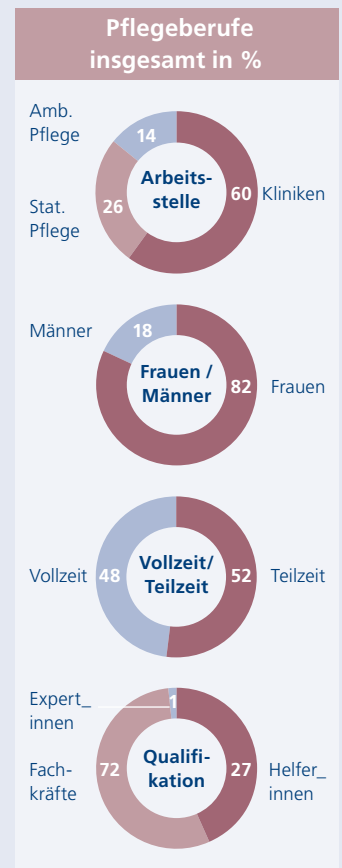 Pflegeberufe
insgesamt in %
Amb.
Pflege
14
Arbeits-
stelle
60 Kliniken
Stat.
Pflege
26
Männer
18
Frauen /
Männer
82 Frauen
Vollzeit 48
Vollzeit/
Teilzeit
52 Teilzeit
Expert_
innen
1
Fach-
kräfte
72
Qualifi-
kation
27 Helfer_
innen